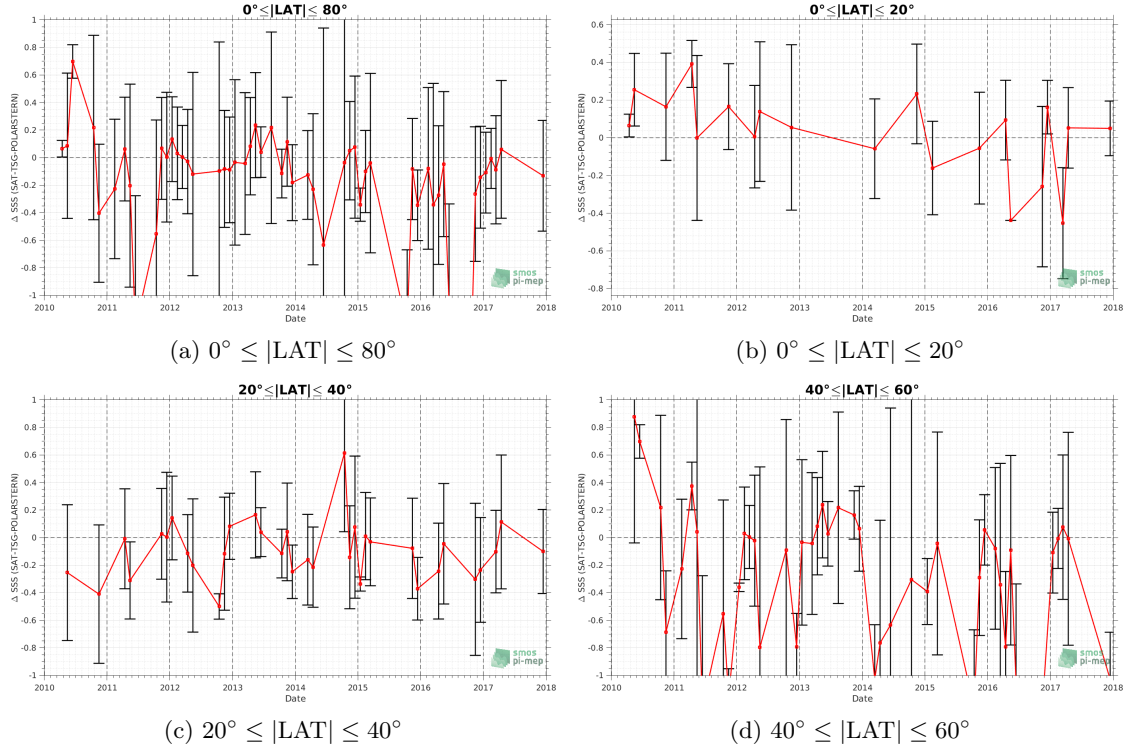 0°≤|LAT|≤ 80°
Δ SSS (SAT-TSG-POLARSTERN)
1
0.8
0.6
0.4
0.2
0
-0.2
-0.4
-0.6
-0.8
-1
2010 2011 2012 2013 2014 2015 2016 2017 2018
Date
smos
pi-mep
(a) 0° ≤ |LAT| ≤ 80°
0°≤|LAT|≤ 20°
Δ SSS (SAT-TSG-POLARSTERN)
0.6
0.4
0.2
0
-0.2
-0.4
-0.6
-0.8
2010 2011 2012 2013 2014 2015 2016 2017 2018
Date
smos
pi-mep
(b) 0° ≤ |LAT| ≤ 20°
20°≤|LAT|≤ 40°
Δ SSS (SAT-TSG-POLARSTERN)
1
0.8
0.6
0.4
0.2
0
-0.2
-0.4
-0.6
-0.8
-1
2010 2011 2012 2013 2014 2015 2016 2017 2018
Date
smos
pi-mep
(c) 20° ≤ |LAT| ≤ 40°
40°≤|LAT|≤ 60°
Δ SSS (SAT-TSG-POLARSTERN)
1
0.8
0.6
0.4
0.2
0
-0.2
-0.4
-0.6
-0.8
-1
2010 2011 2012 2013 2014 2015 2016 2017 2018
Date
smos
pi-mep
(d) 40° ≤ |LAT| ≤ 60°